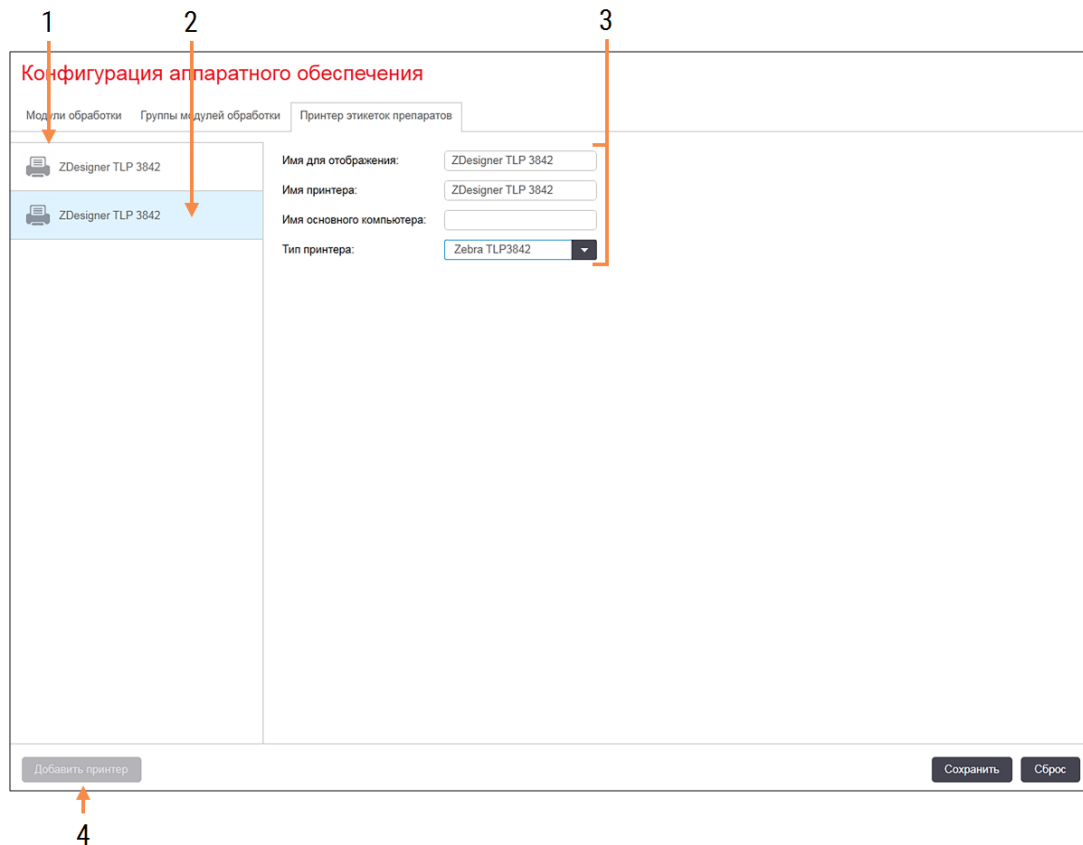 1 2 3
Конфигурация аппаратного обеспечения
Модули обработки Группы модулей обработки Принтер этикеток препаратов
ZDesigner TLP 3842
ZDesigner TLP 3842
Имя для отображения: ZDesigner TLP 3842
Имя принтера: ZDesigner TLP 3842
Имя основного компьютера:
Тип принтера: Zebra TLP3842
Добавить принтер Сохранить Сброс
4